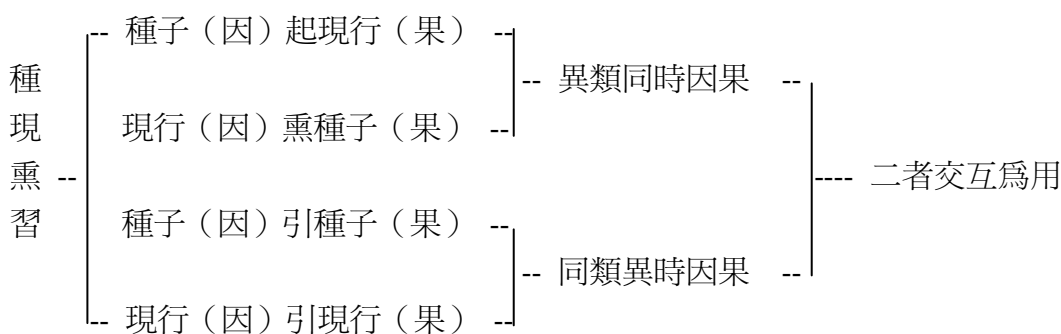 種現熏習
種子（因）起現行（果）
現行（因）熏種子（果）
種子（因）引種子（果）
現行（因）引現行（果）
異類同時因果
同類異時因果
二者交互爲用